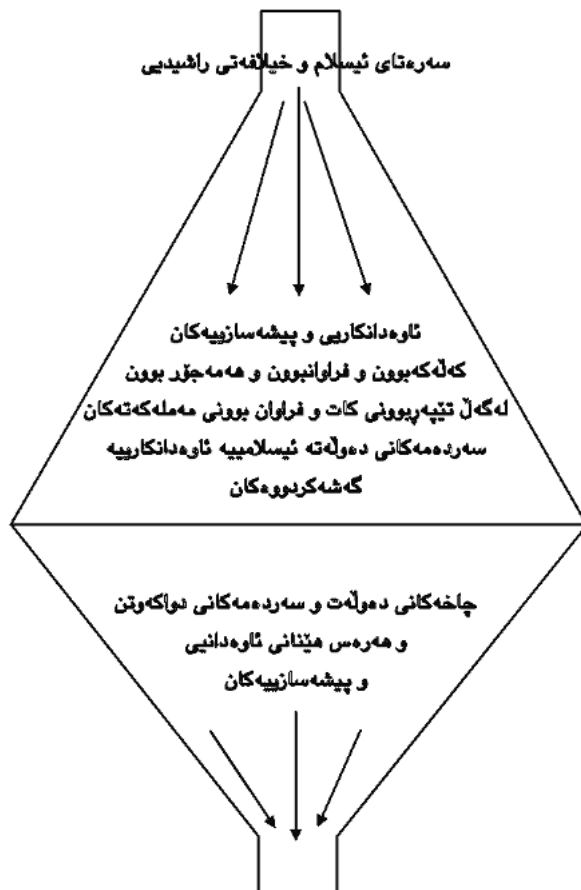 سەرەتای ئیسلام و خیلافەتی راشیدیی
ئاوەدانکاریی و پیشەسازییەکان
کەڵەکەبوون و فراوانبوون و هەمەجۆر بوون
لەگەڵ تێپەڕبوونی کات و فراوان بوونی مەملەکەتەکان
سەردەمەکانی دەوڵەتە ئیسلامییە ئاوەدانکارییە
گەشەکردووەکان
چاخەکانی دەوڵەت و سەردەمەکانی دواکەوتن
و هەرەس هێنانی ئاوەدانیی
و پیشەسازییەکان